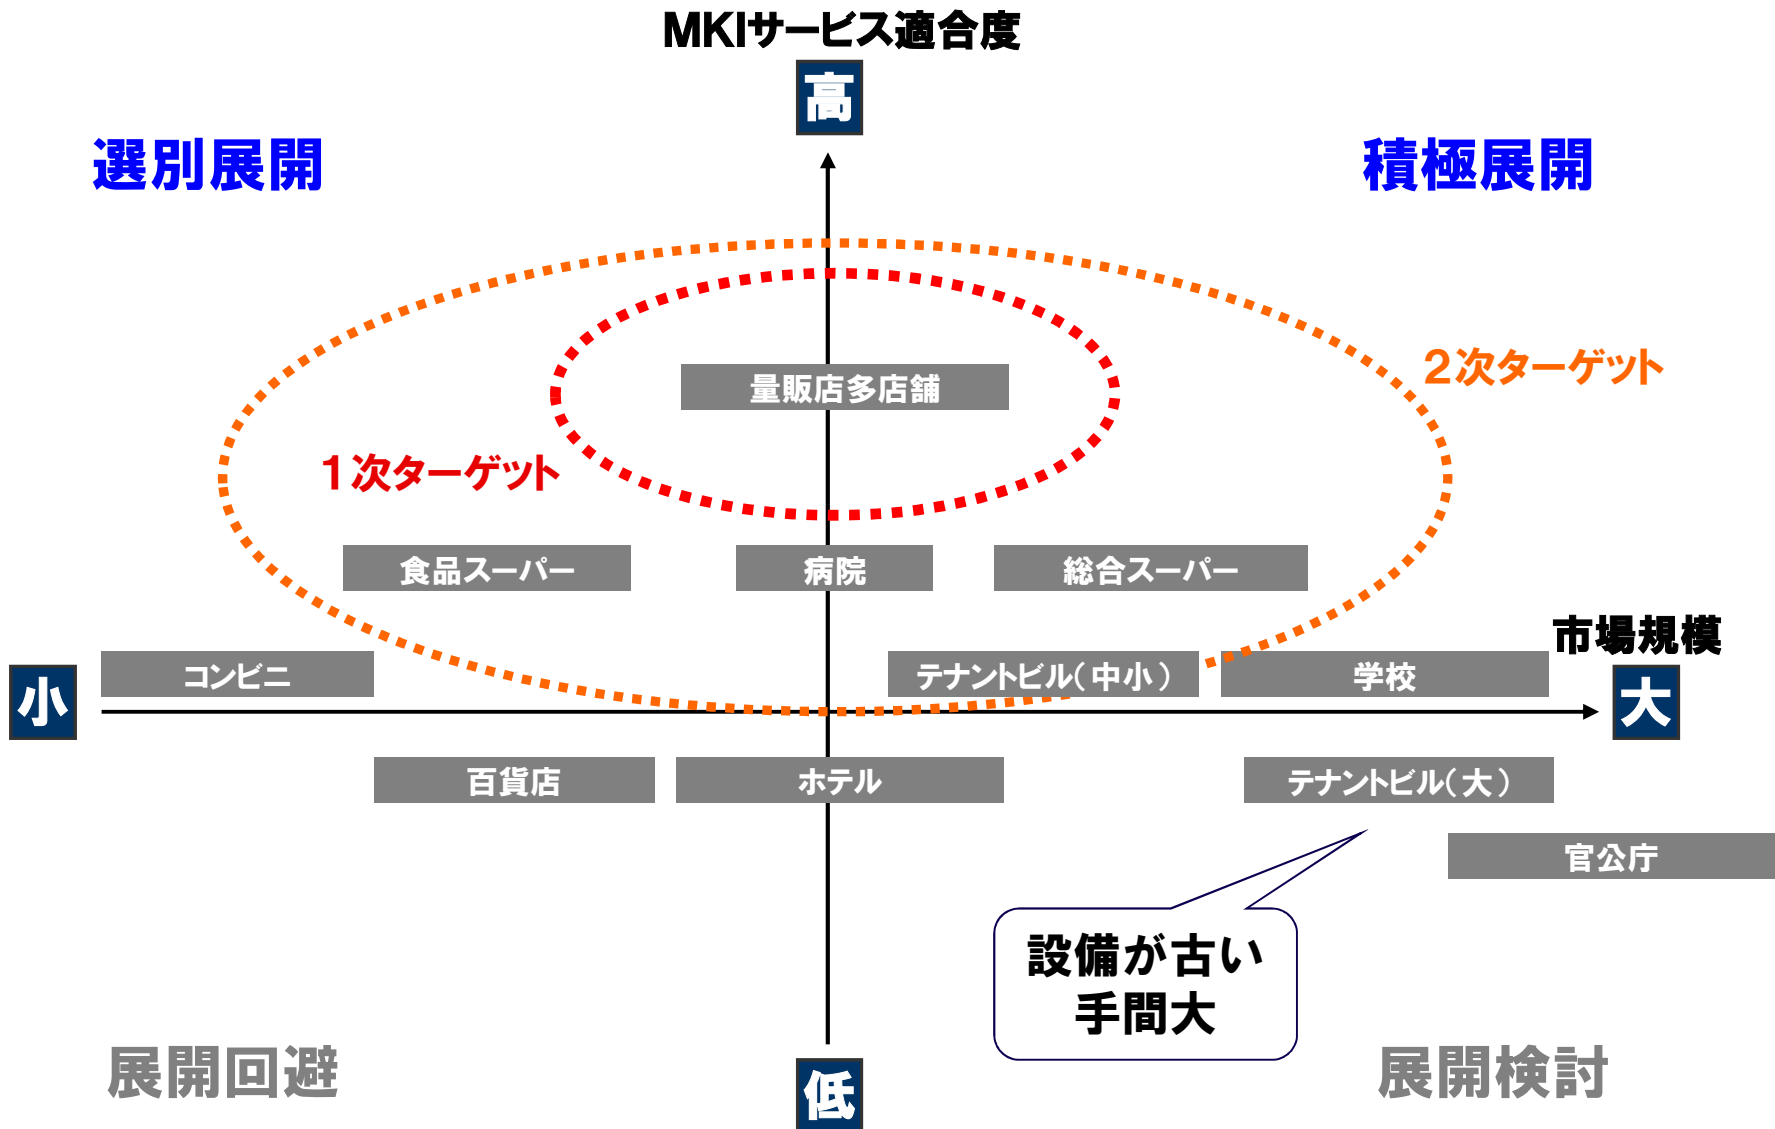 MKIサービス適合度
高
選別展開
積極展開
2次ターゲット
量販店多店舗
1次ターゲット
食品スーパー
病院
総合スーパー
市場規模
コンビニ
テナントビル(中小)
学校
小
大
百貨店
ホテル
テナントビル(大)
官公庁
設備が古い
手間大
展開回避
展開検討
低